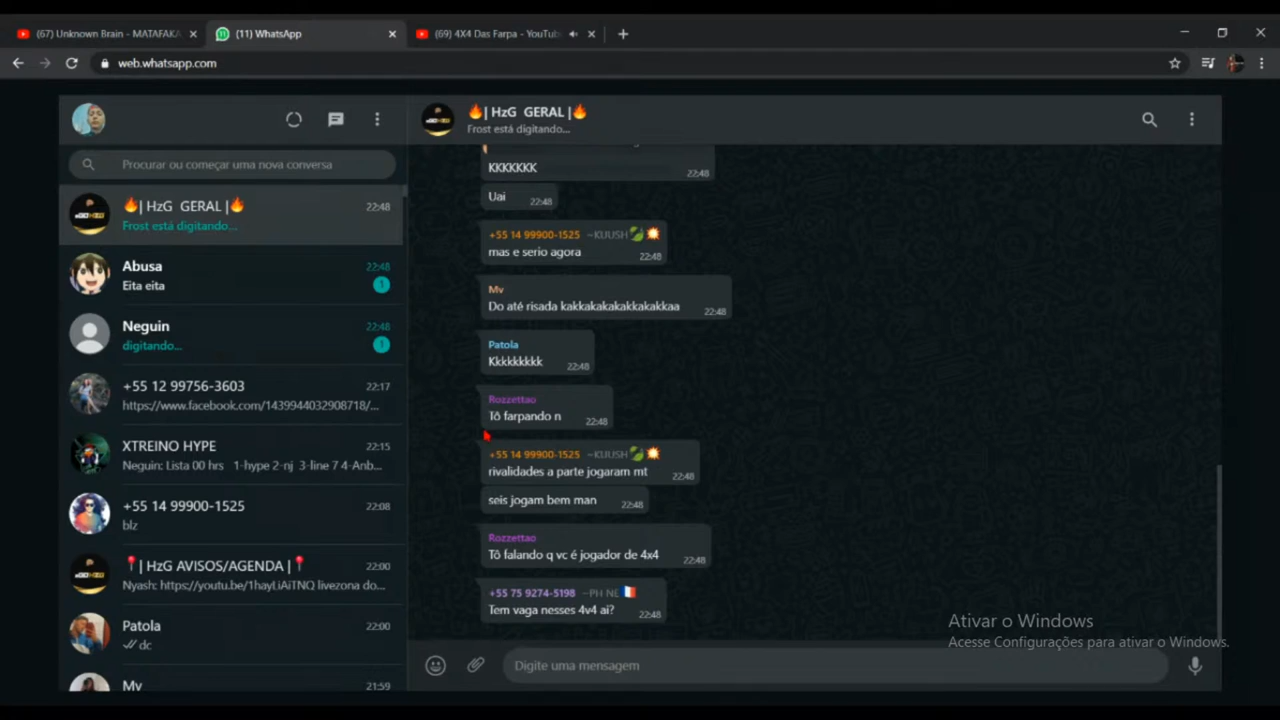 (67) Unknown Brain - MATAFAKA
(11) WhatsApp
(69) 4X4 Das Farpa - YouTub
web.whatsapp.com
Procurar ou começar uma nova conversa
🔥| HzG GERAL |🔥 22:48
Frost está digitando...
Abusa 22:48
Eita eita 1
Neguin 22:48
digitando... 1
+55 12 99756-3603 22:17
https://www.facebook.com/1439944032908718/...
XTREINO HYPE 22:15
Neguin: Lista 00 hrs 1-hype 2-nj 3-line 7 4-Anb...
+55 14 99900-1525 22:08
blz
📍| HzG AVISOS/AGENDA |📍 22:00
Nyash: https://youtu.be/1hayLiAiTNQ livezona do...
Patola 22:00
dc
Mv 21:59
🔥| HzG GERAL |🔥
Frost está digitando...
KKKKKKK 22:48
Uai 22:48
+55 14 99900-1525 ~KUUSH🍃💥
mas e serio agora 22:48
Mv
Do até risada kakkakakakakkakakkaa 22:48
Patola
Kkkkkkkkk 22:48
Rozzettao
Tô farpando n 22:48
+55 14 99900-1525 ~KUUSH🍃💥
rivalidades a parte jogaram mt 22:48
seis jogam bem man 22:48
Rozzettao
Tô falando q vc é jogador de 4x4 22:48
+55 75 9274-5198 ~PH NE 🇫🇷
Tem vaga nesses 4v4 ai? 22:48
Digite uma mensagem
Ativar o Windows
Acesse Configurações para ativar o Windows.